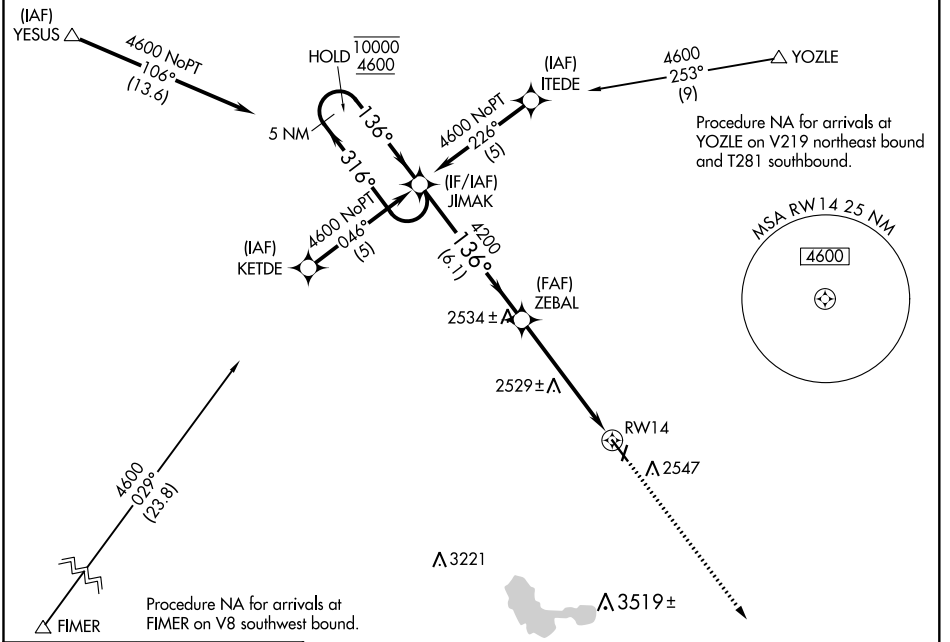 (IAF)
YESUS
4600 NoPT
106°
(13.6)
HOLD
10000
4600
5 NM
136°
316°
(IAF)
ITEDE
4600 NoPT
226°
(5)
4600
253°
(9)
YOZLE
Procedure NA for arrivals at
YOZLE on V219 northeast bound
and T281 southbound.
(IF/IAF)
JIMAK
4600 NoPT
046°
(5)
(IAF)
KETDE
4200
136°
(6.1)
(FAF)
ZEBAL
2534 ±
2529 ±
RW14
2547
MSA RW14 25 NM
4600
4600
029°
(23.8)
FIMER
Procedure NA for arrivals at
FIMER on V8 southwest bound.
3221
3519 ±